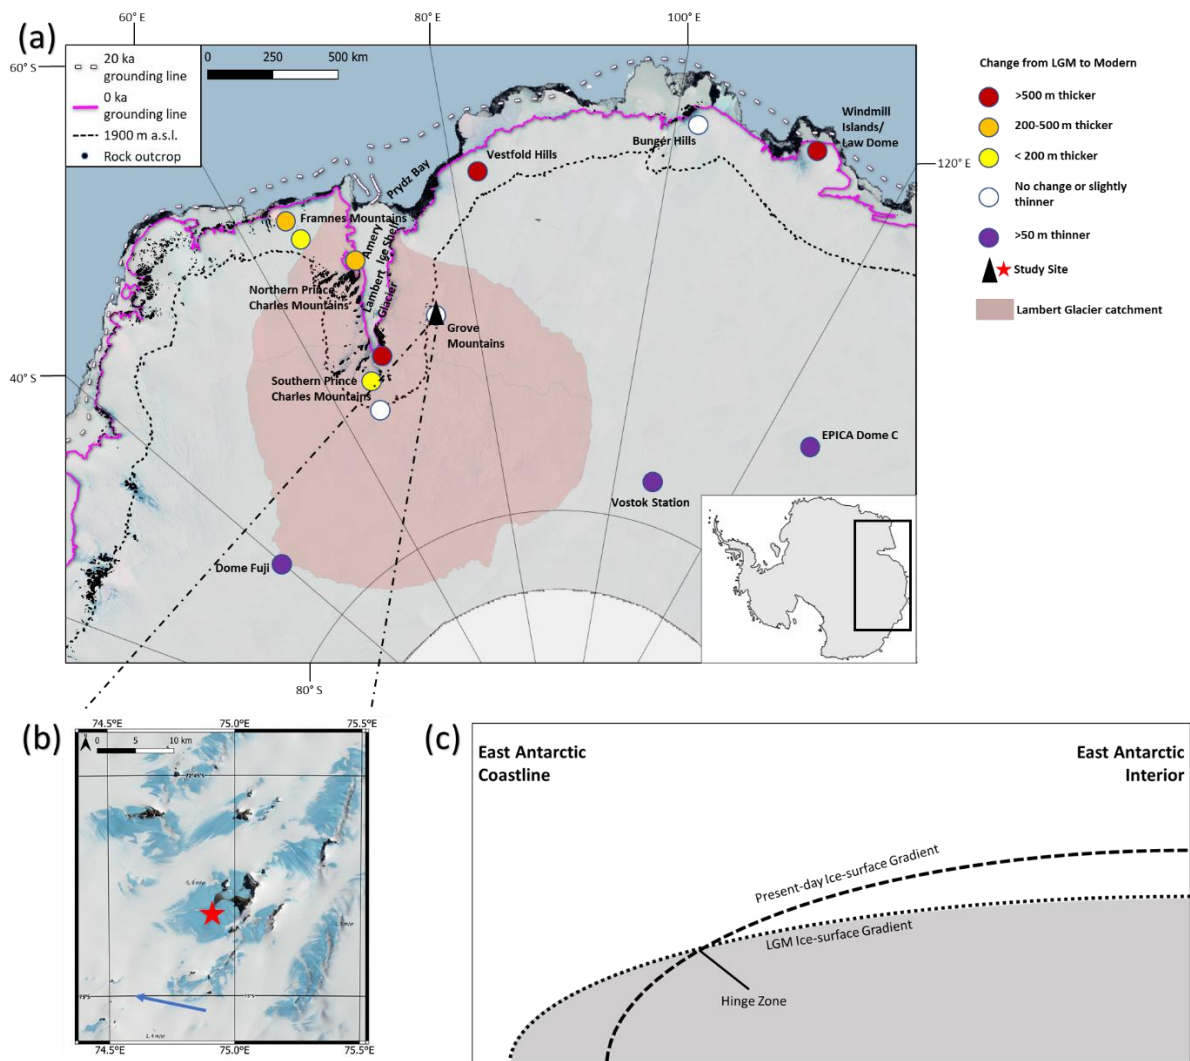 (a)
60° E
80° E
100° E
60° S
20 ka
grounding line
0 ka
grounding line
1900 m a.s.l.
Rock outcrop
0
250
500 km
Change from LGM to Modern
>500 m thicker
200-500 m thicker
< 200 m thicker
No change or slightly
thinner
>50 m thinner
Study Site
Lambert Glacier catchment
Windmill
Islands/
Law Dome
Bunger Hills
120° E
Vestfold Hills
Prydz Bay
Framnes Mountains
Amery
Ice Shelf
Lambert
Glacier
Northern Prince
Charles Mountains
Grove
Mountains
40° S
Southern Prince
Charles Mountains
EPICA Dome C
Vostok Station
Dome Fuji
80° S
(b)
74.5°E
75.0°E
75.5°E
0
5
10 km
72°45'S
73°S
73°S
74.5°E
75.0°E
75.5°E
(c)
East Antarctic
Coastline
East Antarctic
Interior
Present-day Ice-surface Gradient
LGM Ice-surface Gradient
Hinge Zone